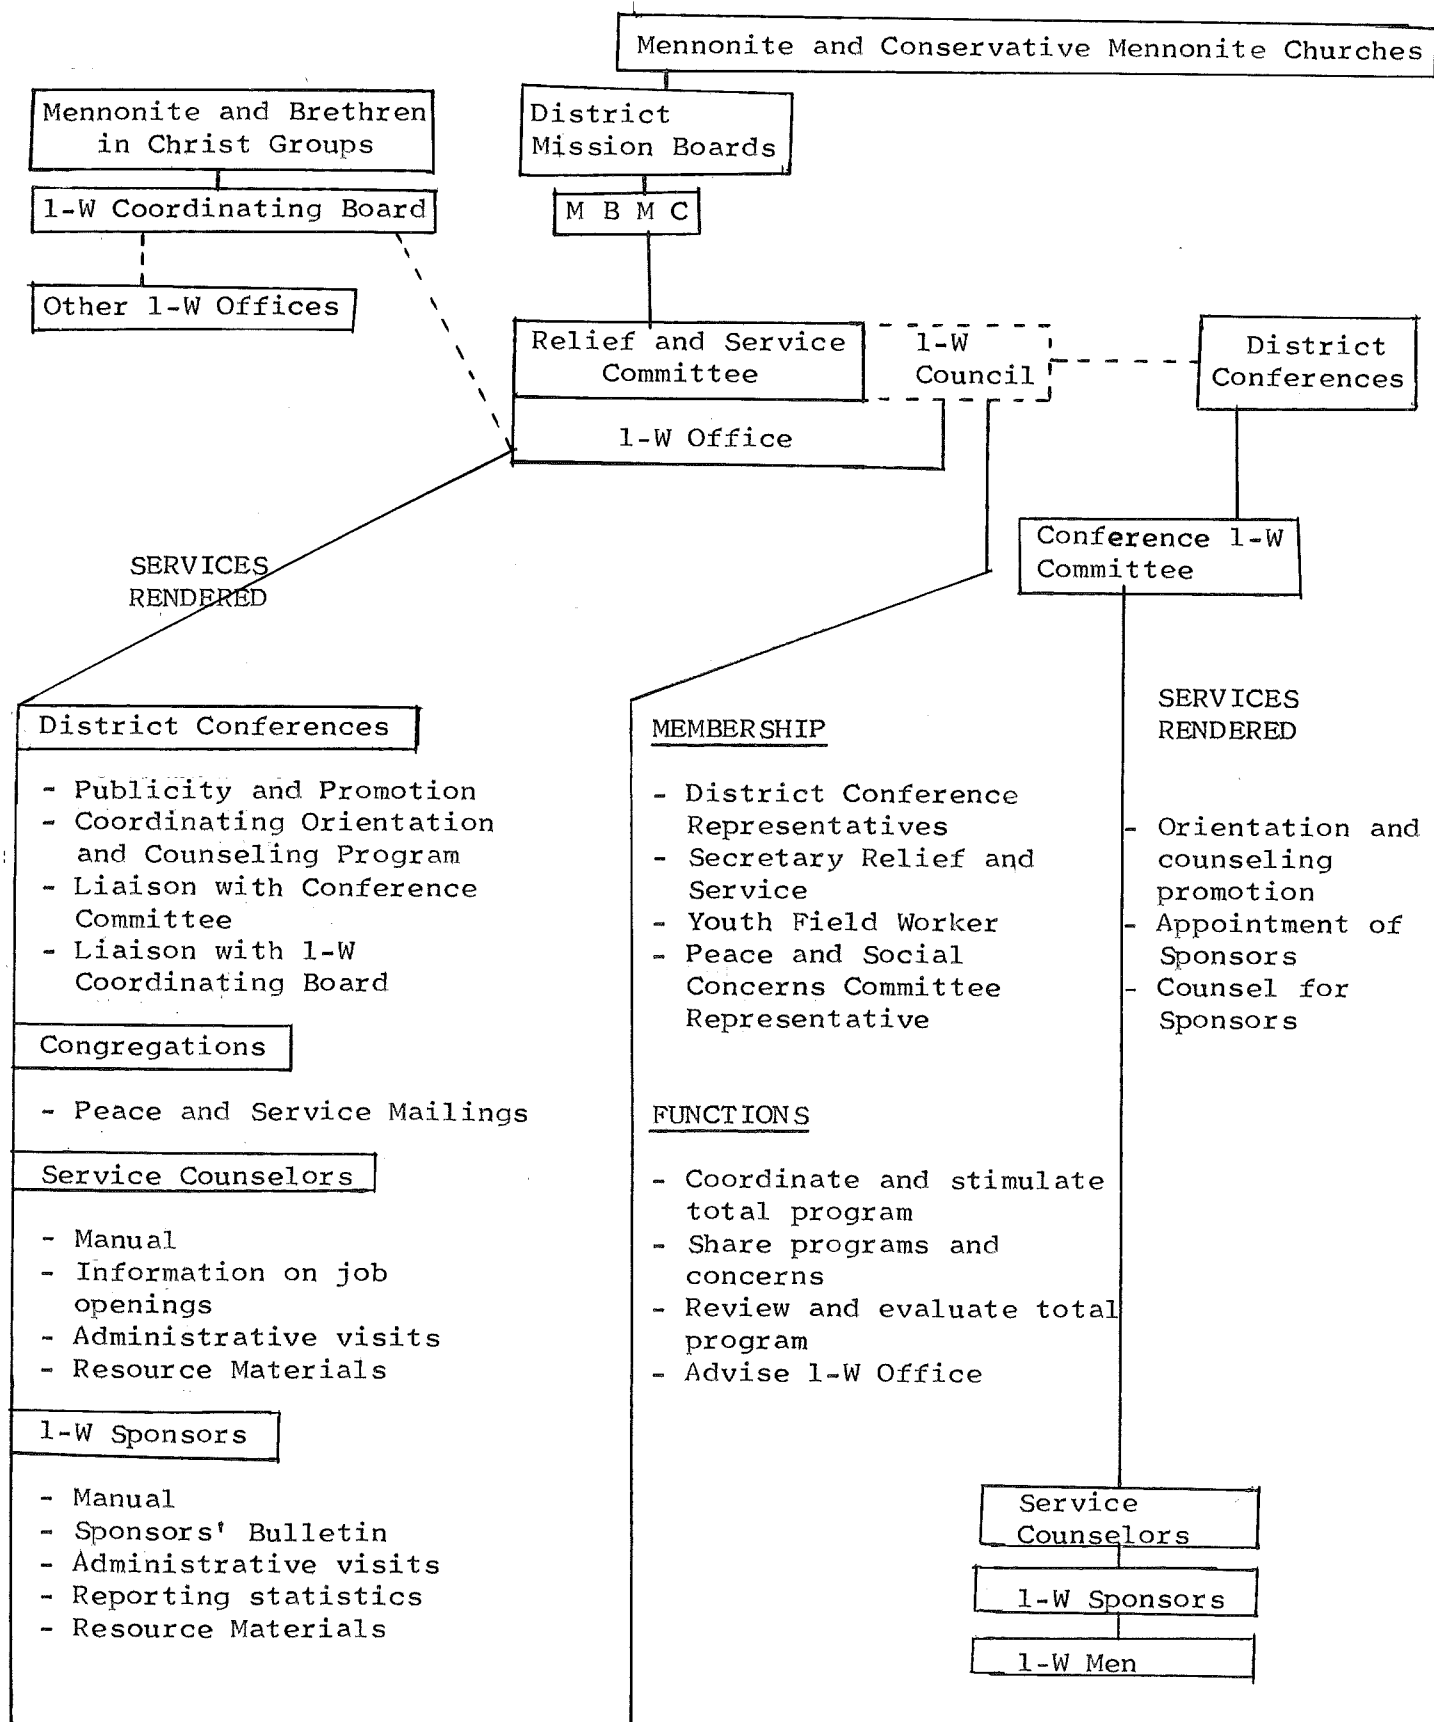 Mennonite and Conservative Mennonite Churches
Mennonite and Brethren
in Christ Groups
District
Mission Boards
1-W Coordinating Board
M B M C
Other 1-W Offices
Relief and Service
Committee
1-W
Council
District
Conferences
1-W Office
Conference 1-W
Committee
SERVICES
RENDERED
District Conferences
- Publicity and Promotion
- Coordinating Orientation
and Counseling Program
- Liaison with Conference
Committee
- Liaison with 1-W
Coordinating Board
Congregations
- Peace and Service Mailings
Service Counselors
- Manual
- Information on job
openings
- Administrative visits
- Resource Materials
1-W Sponsors
- Manual
- Sponsors' Bulletin
- Administrative visits
- Reporting statistics
- Resource Materials
MEMBERSHIP
- District Conference
Representatives
- Secretary Relief and
Service
- Youth Field Worker
- Peace and Social
Concerns Committee
Representative
FUNCTIONS
- Coordinate and stimulate
total program
- Share programs and
concerns
- Review and evaluate total
program
- Advise 1-W Office
SERVICES
RENDERED
- Orientation and
counseling
promotion
- Appointment of
Sponsors
- Counsel for
Sponsors
Service
Counselors
1-W Sponsors
1-W Men